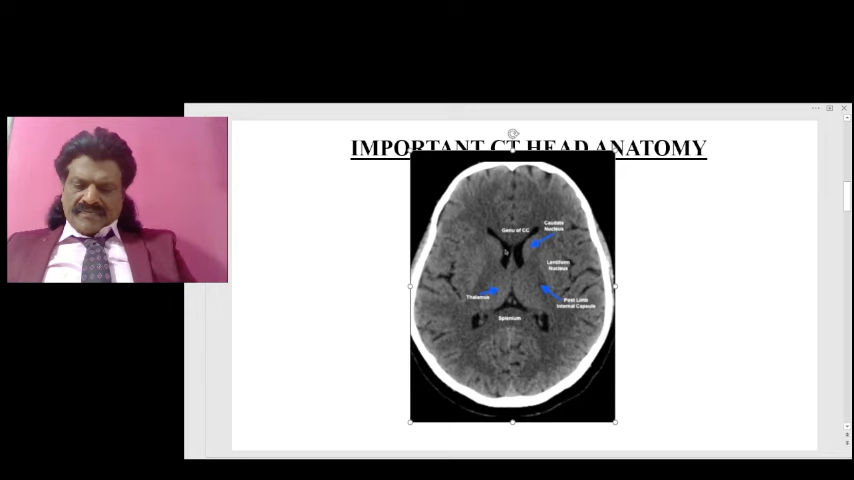 IMPORTANT CT HEAD ANATOMY
Genu of CC
Caudate
Nucleus
Lentiform
Nucleus
Thalamus
Post Limb
Internal Capsule
Splenium